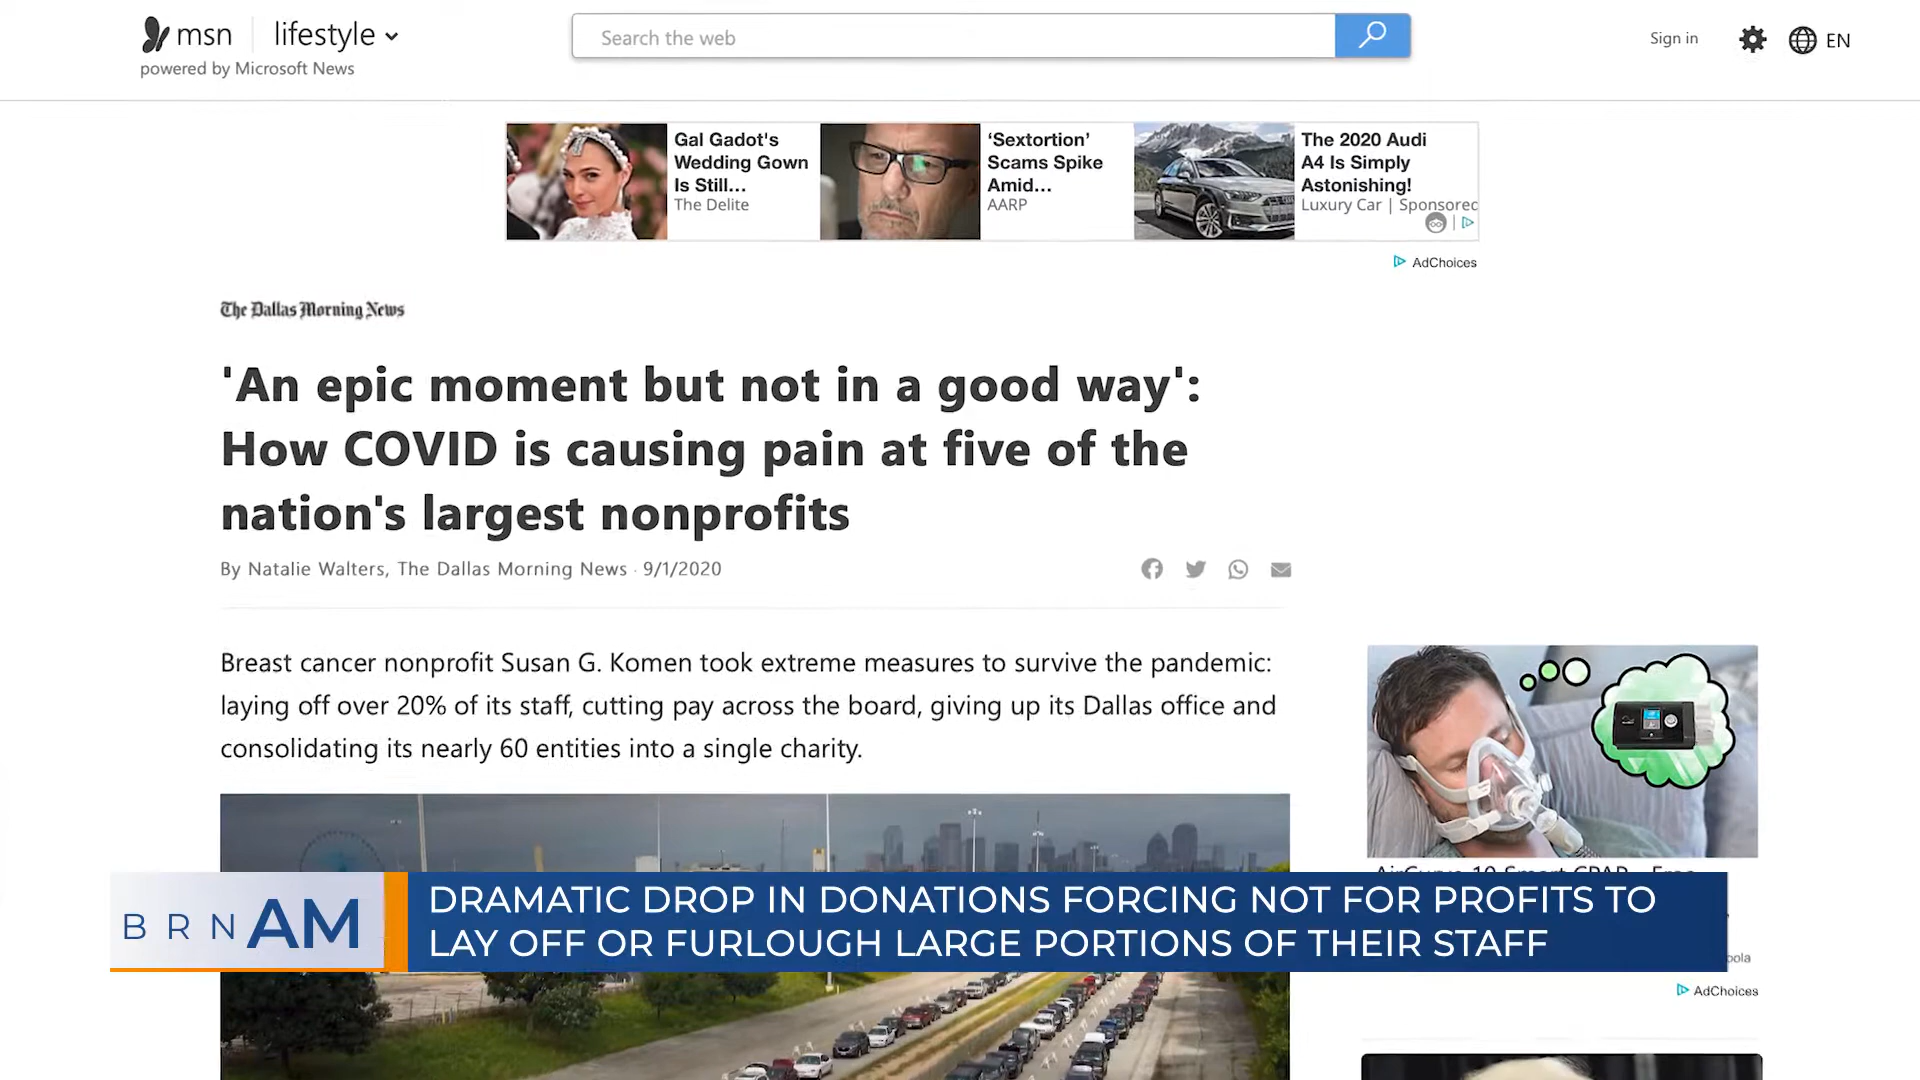 msn
lifestyle
powered by Microsoft News
Search the web
Sign in
EN
Gal Gadot's
Wedding Gown
Is Still...
The Delite
‘Sextortion’
Scams Spike
Amid...
AARP
The 2020 Audi
A4 Is Simply
Astonishing!
Luxury Car | Sponsored
AdChoices
The Dallas Morning News
'An epic moment but not in a good way':
How COVID is causing pain at five of the
nation's largest nonprofits
By Natalie Walters, The Dallas Morning News · 9/1/2020
Breast cancer nonprofit Susan G. Komen took extreme measures to survive the pandemic:
laying off over 20% of its staff, cutting pay across the board, giving up its Dallas office and
consolidating its nearly 60 entities into a single charity.
BRN AM
DRAMATIC DROP IN DONATIONS FORCING NOT FOR PROFITS TO
LAY OFF OR FURLOUGH LARGE PORTIONS OF THEIR STAFF
AdChoices